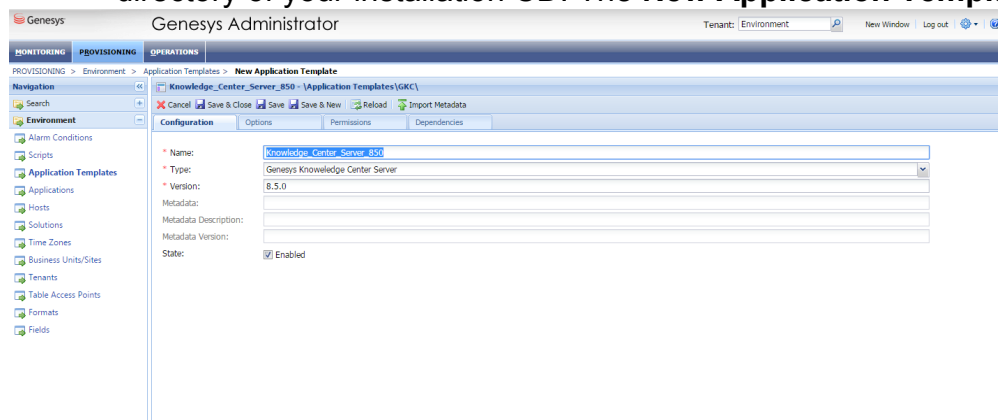 directory of your installation CD. The New Application Templ
Genesys
Genesys Administrator
Tenant: Environment
New Window Log out
MONITORING PROVISIONING OPERATIONS
PROVISIONING > Environment > Application Templates > New Application Template
Navigation
Knowledge_Center_Server_850 - \Application Templates\GKC\
Search
Cancel Save & Close Save Save & New Reload Import Metadata
Environment
Configuration Options Permissions Dependencies
Alarm Conditions
Scripts
Application Templates
Applications
Hosts
Solutions
Time Zones
Business Units/Sites
Tenants
Table Access Points
Formats
Fields
* Name: Knowledge_Center_Server_850
* Type: Genesys Knoweledge Center Server
* Version: 8.5.0
Metadata:
Metadata Description:
Metadata Version:
State: Enabled